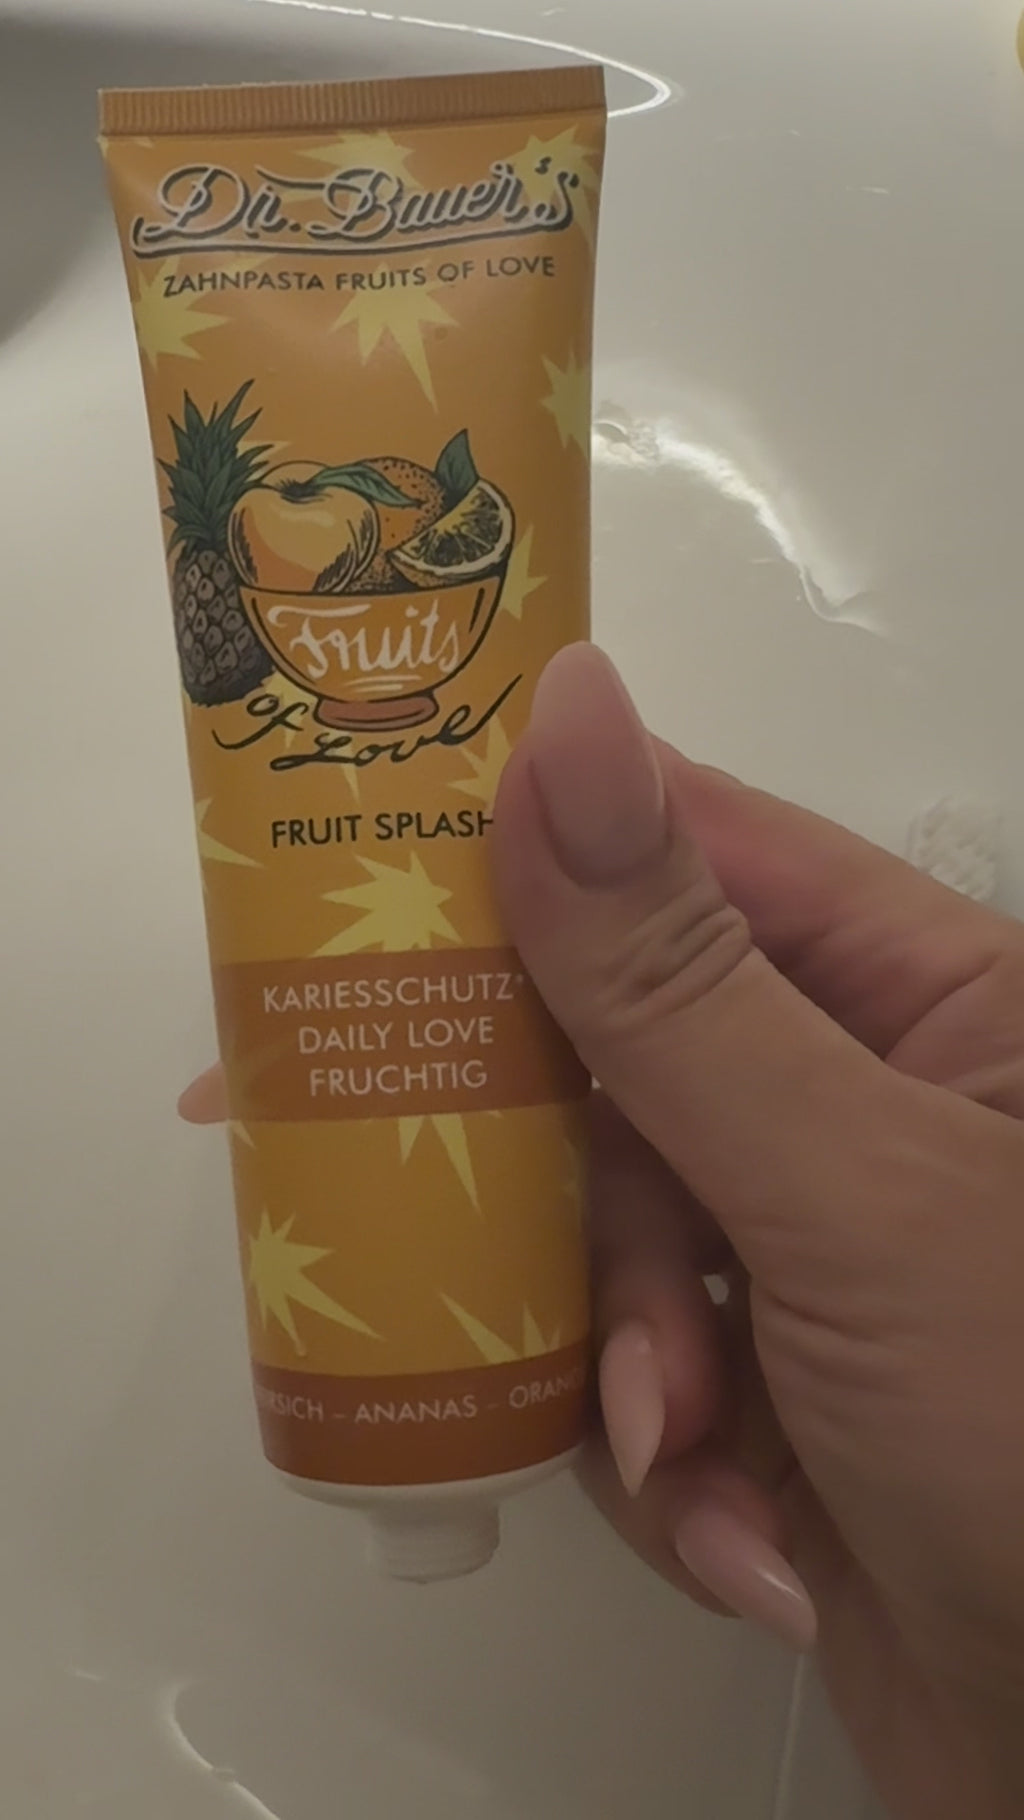 Dr. Bauer's
ZAHNPASTA FRUITS OF LOVE
Fruits
of Love
FRUIT SPLASH
KARIESSCHUTZ*
DAILY LOVE
FRUCHTIG
ANANAS –